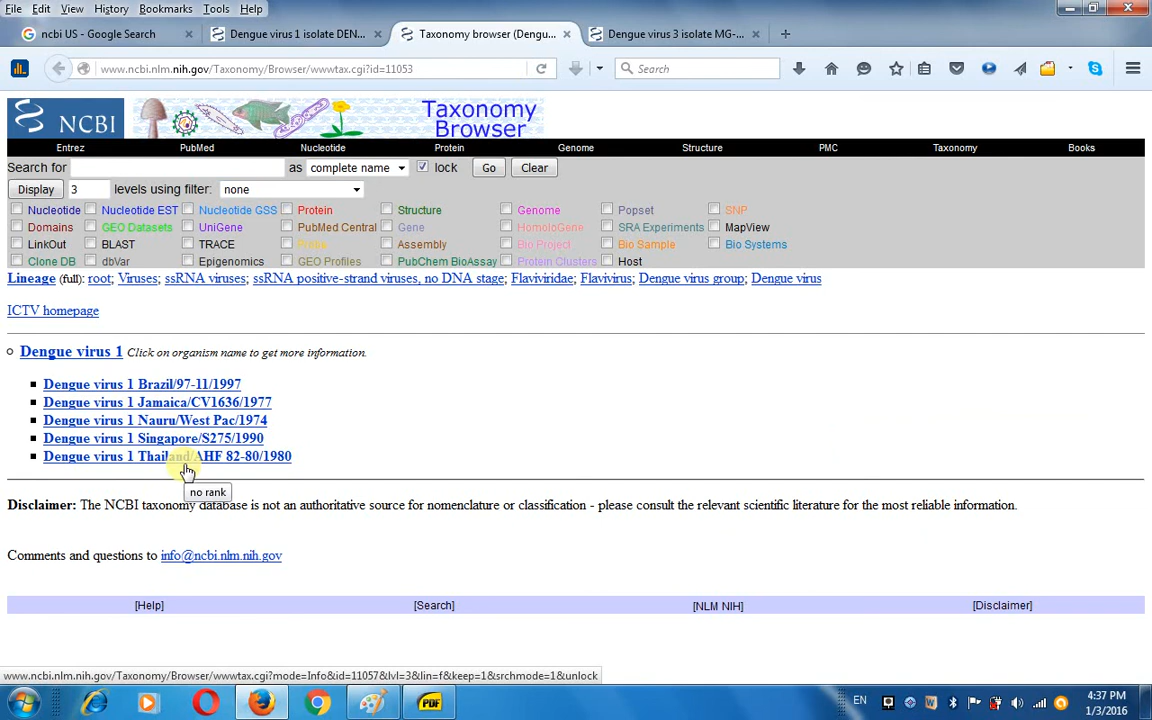 File Edit View History Bookmarks Tools Help
ncbi US - Google Search Dengue virus 1 isolate DEN... Taxonomy browser (Dengu... Dengue virus 3 isolate MG-...
www.ncbi.nlm.nih.gov/Taxonomy/Browser/wwwtax.cgi?id=11053 Search
NCBI Taxonomy
Browser
Entrez PubMed Nucleotide Protein Genome Structure PMC Taxonomy Books
Search for as complete name lock Go Clear
Display 3 levels using filter: none
Nucleotide Nucleotide EST Nucleotide GSS Protein Structure Genome Popset SNP
Domains GEO Datasets UniGene PubMed Central Gene HomoloGene SRA Experiments MapView
LinkOut BLAST TRACE Probe Assembly Bio Project Bio Sample Bio Systems
Clone DB dbVar Epigenomics GEO Profiles PubChem BioAssay Protein Clusters Host
Lineage (full): root; Viruses; ssRNA viruses; ssRNA positive-strand viruses, no DNA stage; Flaviviridae; Flavivirus; Dengue virus group; Dengue virus
ICTV homepage
Dengue virus 1 Click on organism name to get more information.
Dengue virus 1 Brazil/97-11/1997
Dengue virus 1 Jamaica/CV1636/1977
Dengue virus 1 Nauru/West Pac/1974
Dengue virus 1 Singapore/S275/1990
Dengue virus 1 Thailand/AHF 82-80/1980
no rank
Disclaimer: The NCBI taxonomy database is not an authoritative source for nomenclature or classification - please consult the relevant scientific literature for the most reliable information.
Comments and questions to info@ncbi.nlm.nih.gov
[Help] [Search] [NLM NIH] [Disclaimer]
www.ncbi.nlm.nih.gov/Taxonomy/Browser/wwwtax.cgi?mode=Info&id=11057&lvl=3&lin=f&keep=1&srchmode=1&unlock
PDF EN 4:37 PM
1/3/2016